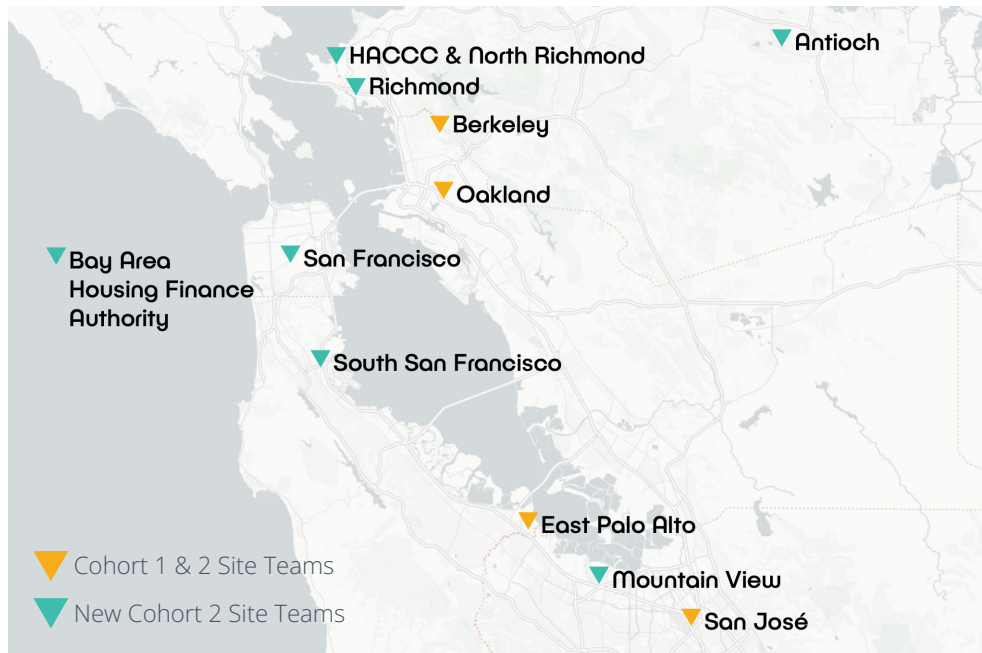 HACCC & North Richmond
Antioch
Richmond
Berkeley
Oakland
San Francisco
Bay Area
Housing Finance
Authority
South San Francisco
East Palo Alto
Mountain View
San José
Cohort 1 & 2 Site Teams
New Cohort 2 Site Teams